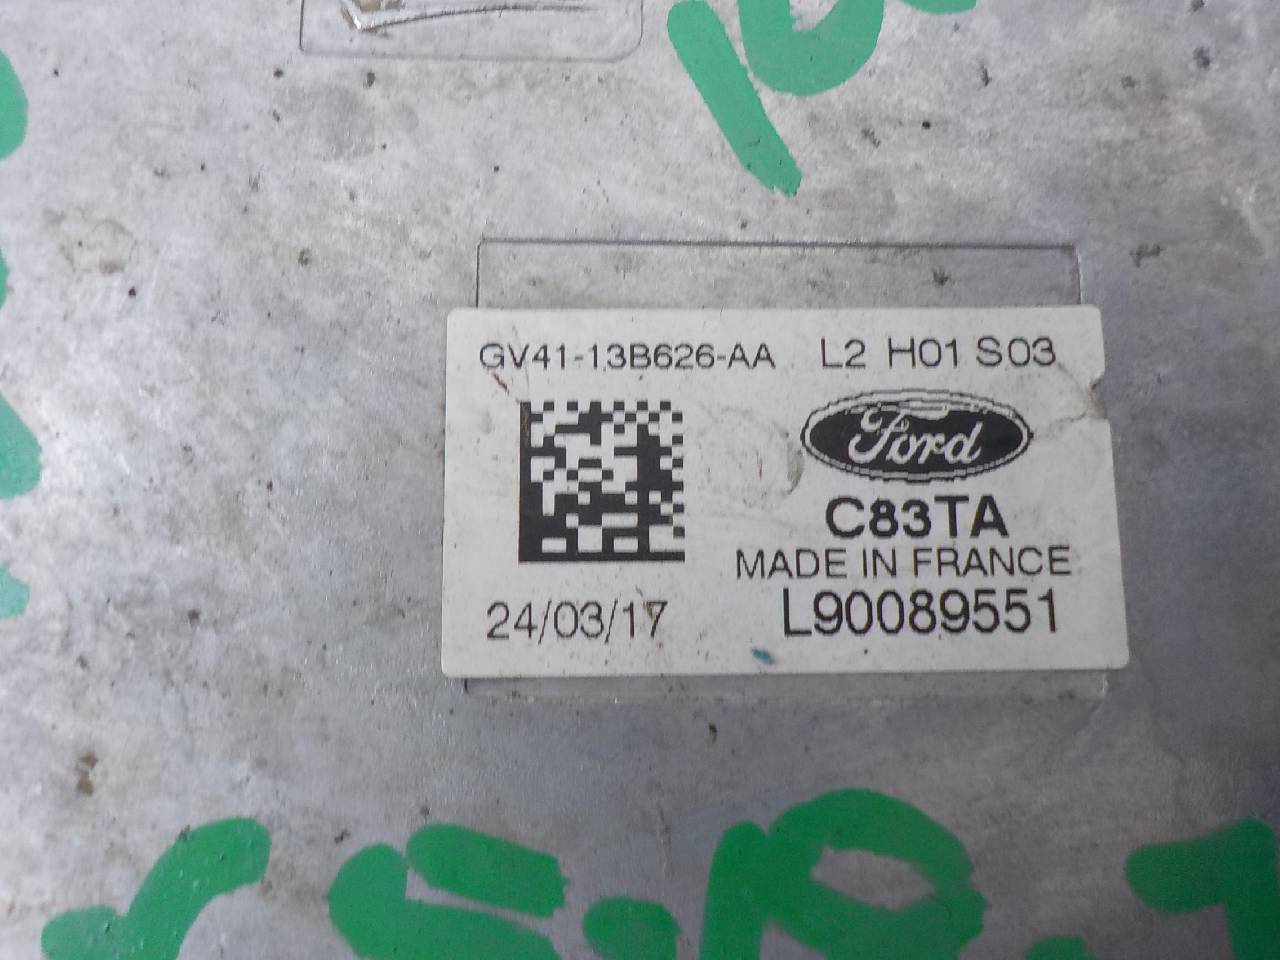 GV41-13B626-AA L2 H01 S03
Ford
C83TA
MADE IN FRANCE
24/03/17 L90089551